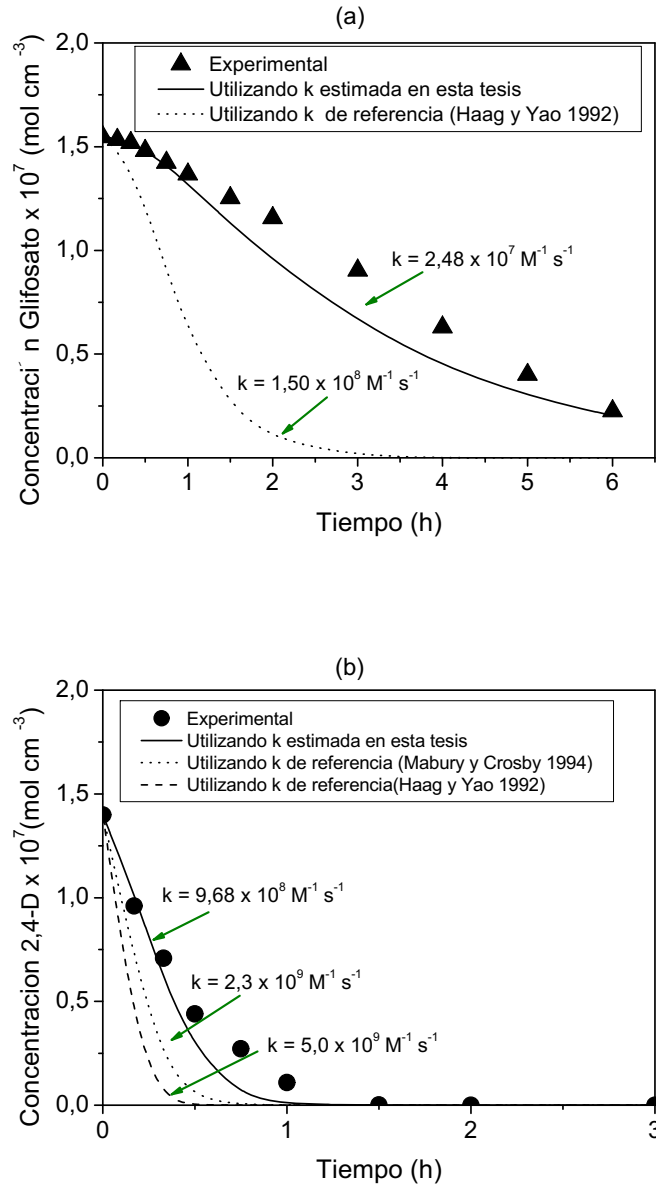 (a)
2,0
1,5
1,0
0,5
0,0
Concentraci´ n Glifosato x 10⁷ (mol cm⁻³)
Experimental
Utilizando k estimada en esta tesis
Utilizando k de referencia (Haag y Yao 1992)
k = 2,48 x 10⁷ M⁻¹ s⁻¹
k = 1,50 x 10⁸ M⁻¹ s⁻¹
0 1 2 3 4 5 6
Tiempo (h)
(b)
2,0
1,5
1,0
0,5
0,0
Concentracion 2,4-D x 10⁷(mol cm⁻³)
Experimental
Utilizando k estimada en esta tesis
Utilizando k de referencia (Mabury y Crosby 1994)
Utilizando k de referencia(Haag y Yao 1992)
k = 9,68 x 10⁸ M⁻¹ s⁻¹
k = 2,3 x 10⁹ M⁻¹ s⁻¹
k = 5,0 x 10⁹ M⁻¹ s⁻¹
0 1 2 3
Tiempo (h)